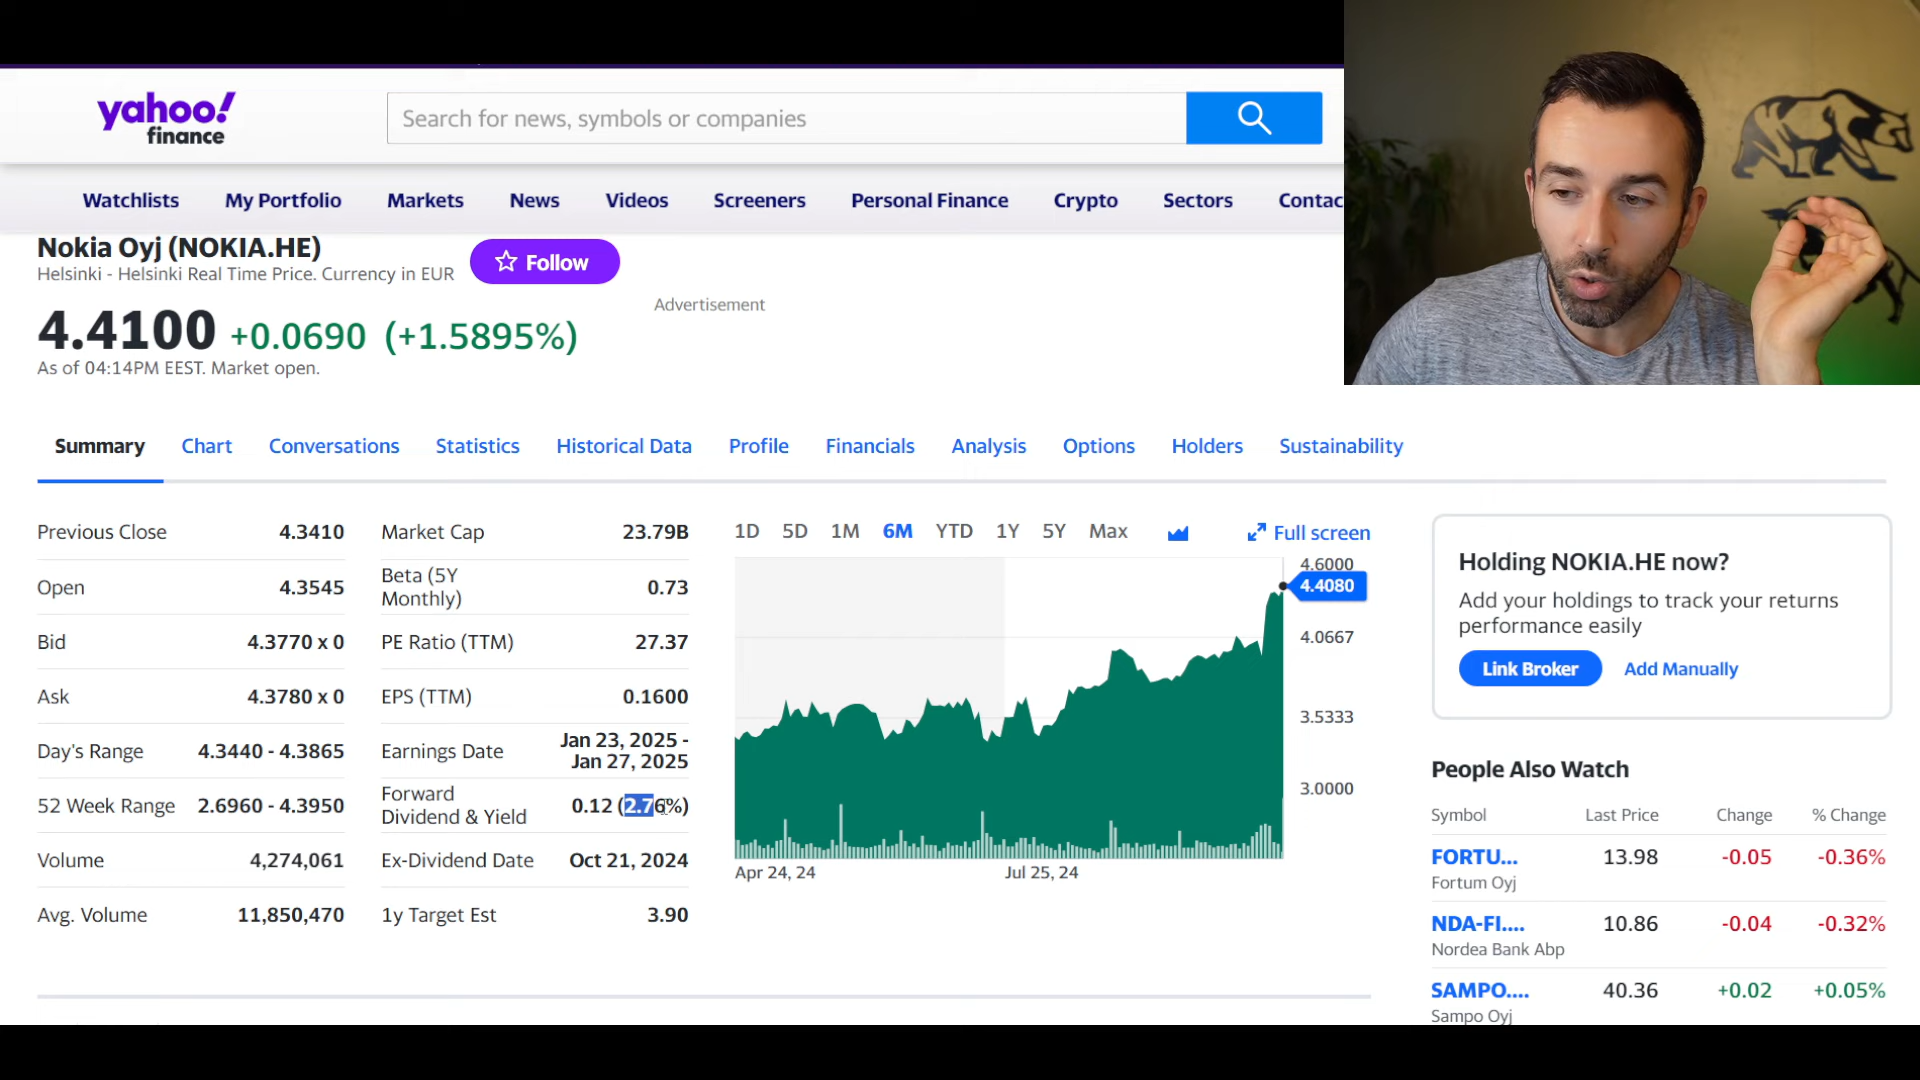 yahoo!
finance
Search for news, symbols or companies
Watchlists My Portfolio Markets News Videos Screeners Personal Finance Crypto Sectors Contac
Nokia Oyj (NOKIA.HE)
Helsinki - Helsinki Real Time Price. Currency in EUR
Follow
Advertisement
4.4100 +0.0690 (+1.5895%)
As of 04:14PM EEST. Market open.
Summary Chart Conversations Statistics Historical Data Profile Financials Analysis Options Holders Sustainability
Previous Close 4.3410
Open 4.3545
Bid 4.3770 x 0
Ask 4.3780 x 0
Day's Range 4.3440 - 4.3865
52 Week Range 2.6960 - 4.3950
Volume 4,274,061
Avg. Volume 11,850,470
Market Cap 23.79B
Beta (5Y
Monthly) 0.73
PE Ratio (TTM) 27.37
EPS (TTM) 0.1600
Earnings Date Jan 23, 2025 -
Jan 27, 2025
Forward
Dividend & Yield 0.12 (2.76%)
Ex-Dividend Date Oct 21, 2024
1y Target Est 3.90
1D 5D 1M 6M YTD 1Y 5Y Max Full screen
4.6000
4.4080
4.0667
3.5333
3.0000
Apr 24, 24 Jul 25, 24
Holding NOKIA.HE now?
Add your holdings to track your returns
performance easily
Link Broker Add Manually
People Also Watch
Symbol Last Price Change % Change
FORTU... 13.98 -0.05 -0.36%
Fortum Oyj
NDA-FI.... 10.86 -0.04 -0.32%
Nordea Bank Abp
SAMPO.... 40.36 +0.02 +0.05%
Sampo Oyj